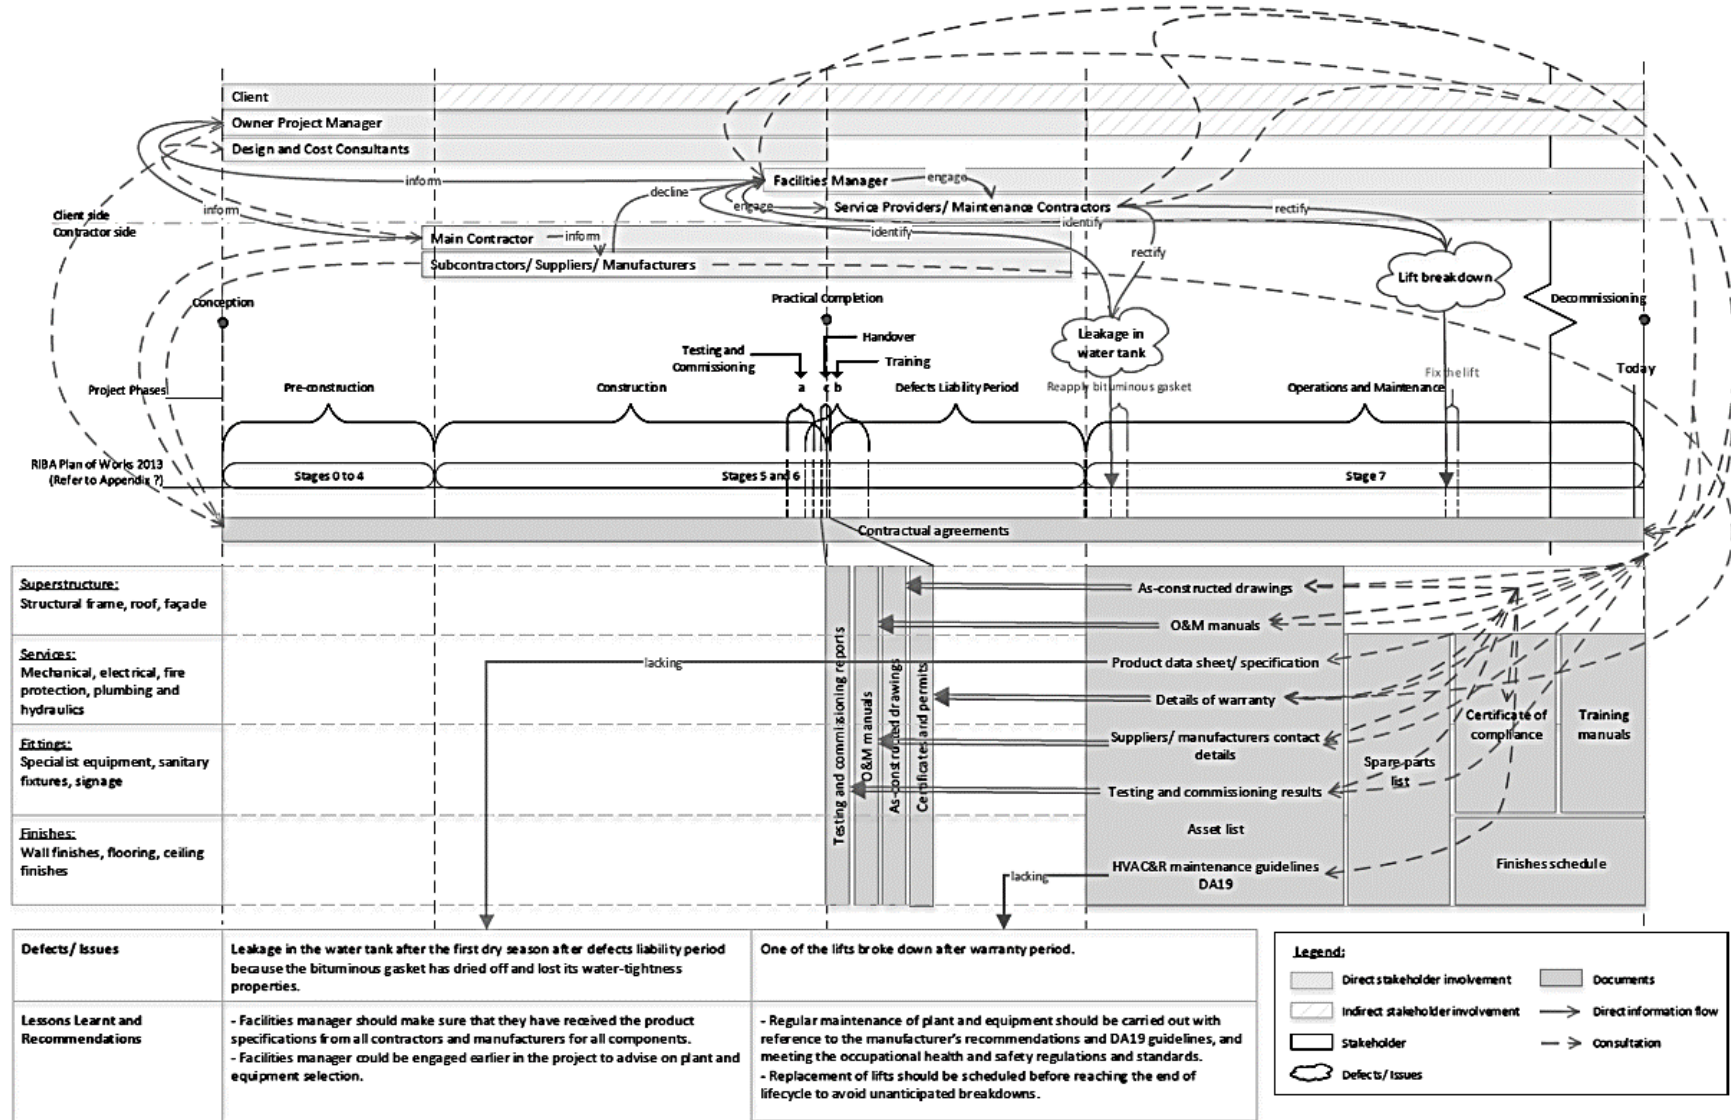 Client
Owner Project Manager
Design and Cost Consultants
inform
decline
Facilities Manager
engage
engage
Service Providers/ Maintenance Contractors
rectify
inform
Client side
Contractor side
identify
identify
Main Contractor
inform
rectify
Subcontractors/ Suppliers/ Manufacturers
Lift breakdown
Conception
Practical Completion
Decommissioning
Handover
Leakage in
water tank
Testing and
Commissioning
Training
Project Phases
Pre-construction
Construction
a
c
b
Defects Liability Period
Reapply bituminous gasket
Operations and Maintenance
Fix the lift
Today
RIBA Plan of Works 2013
(Refer to Appendix ?)
Stages 0 to 4
Stages 5 and 6
Stage 7
Contractual agreements
Superstructure:
Structural frame, roof, façade
Services:
Mechanical, electrical, fire
protection, plumbing and
hydraulics
Fittings:
Specialist equipment, sanitary
fixtures, signage
Finishes:
Wall finishes, flooring, ceiling
finishes
lacking
Testing and commissioning reports
O&M manuals
As-constructed drawings
Certificates and permits
As-constructed drawings
O&M manuals
Product data sheet/ specification
Details of warranty
Suppliers/ manufacturers contact
details
Testing and commissioning results
Asset list
HVAC&R maintenance guidelines
DA19
lacking
Spare-parts
list
Certificate of
compliance
Training
manuals
Finishes schedule
Defects/ Issues
Leakage in the water tank after the first dry season after defects liability period
because the bituminous gasket has dried off and lost its water-tightness
properties.
One of the lifts broke down after warranty period.
Lessons Learnt and
Recommendations
- Facilities manager should make sure that they have received the product
specifications from all contractors and manufacturers for all components.
- Facilities manager could be engaged earlier in the project to advise on plant and
equipment selection.
- Regular maintenance of plant and equipment should be carried out with
reference to the manufacturer's recommendations and DA19 guidelines, and
meeting the occupational health and safety regulations and standards.
- Replacement of lifts should be scheduled before reaching the end of
lifecycle to avoid unanticipated breakdowns.
Legend:
Direct stakeholder involvement
Documents
Indirect stakeholder involvement
Direct information flow
Stakeholder
Consultation
Defects/ Issues